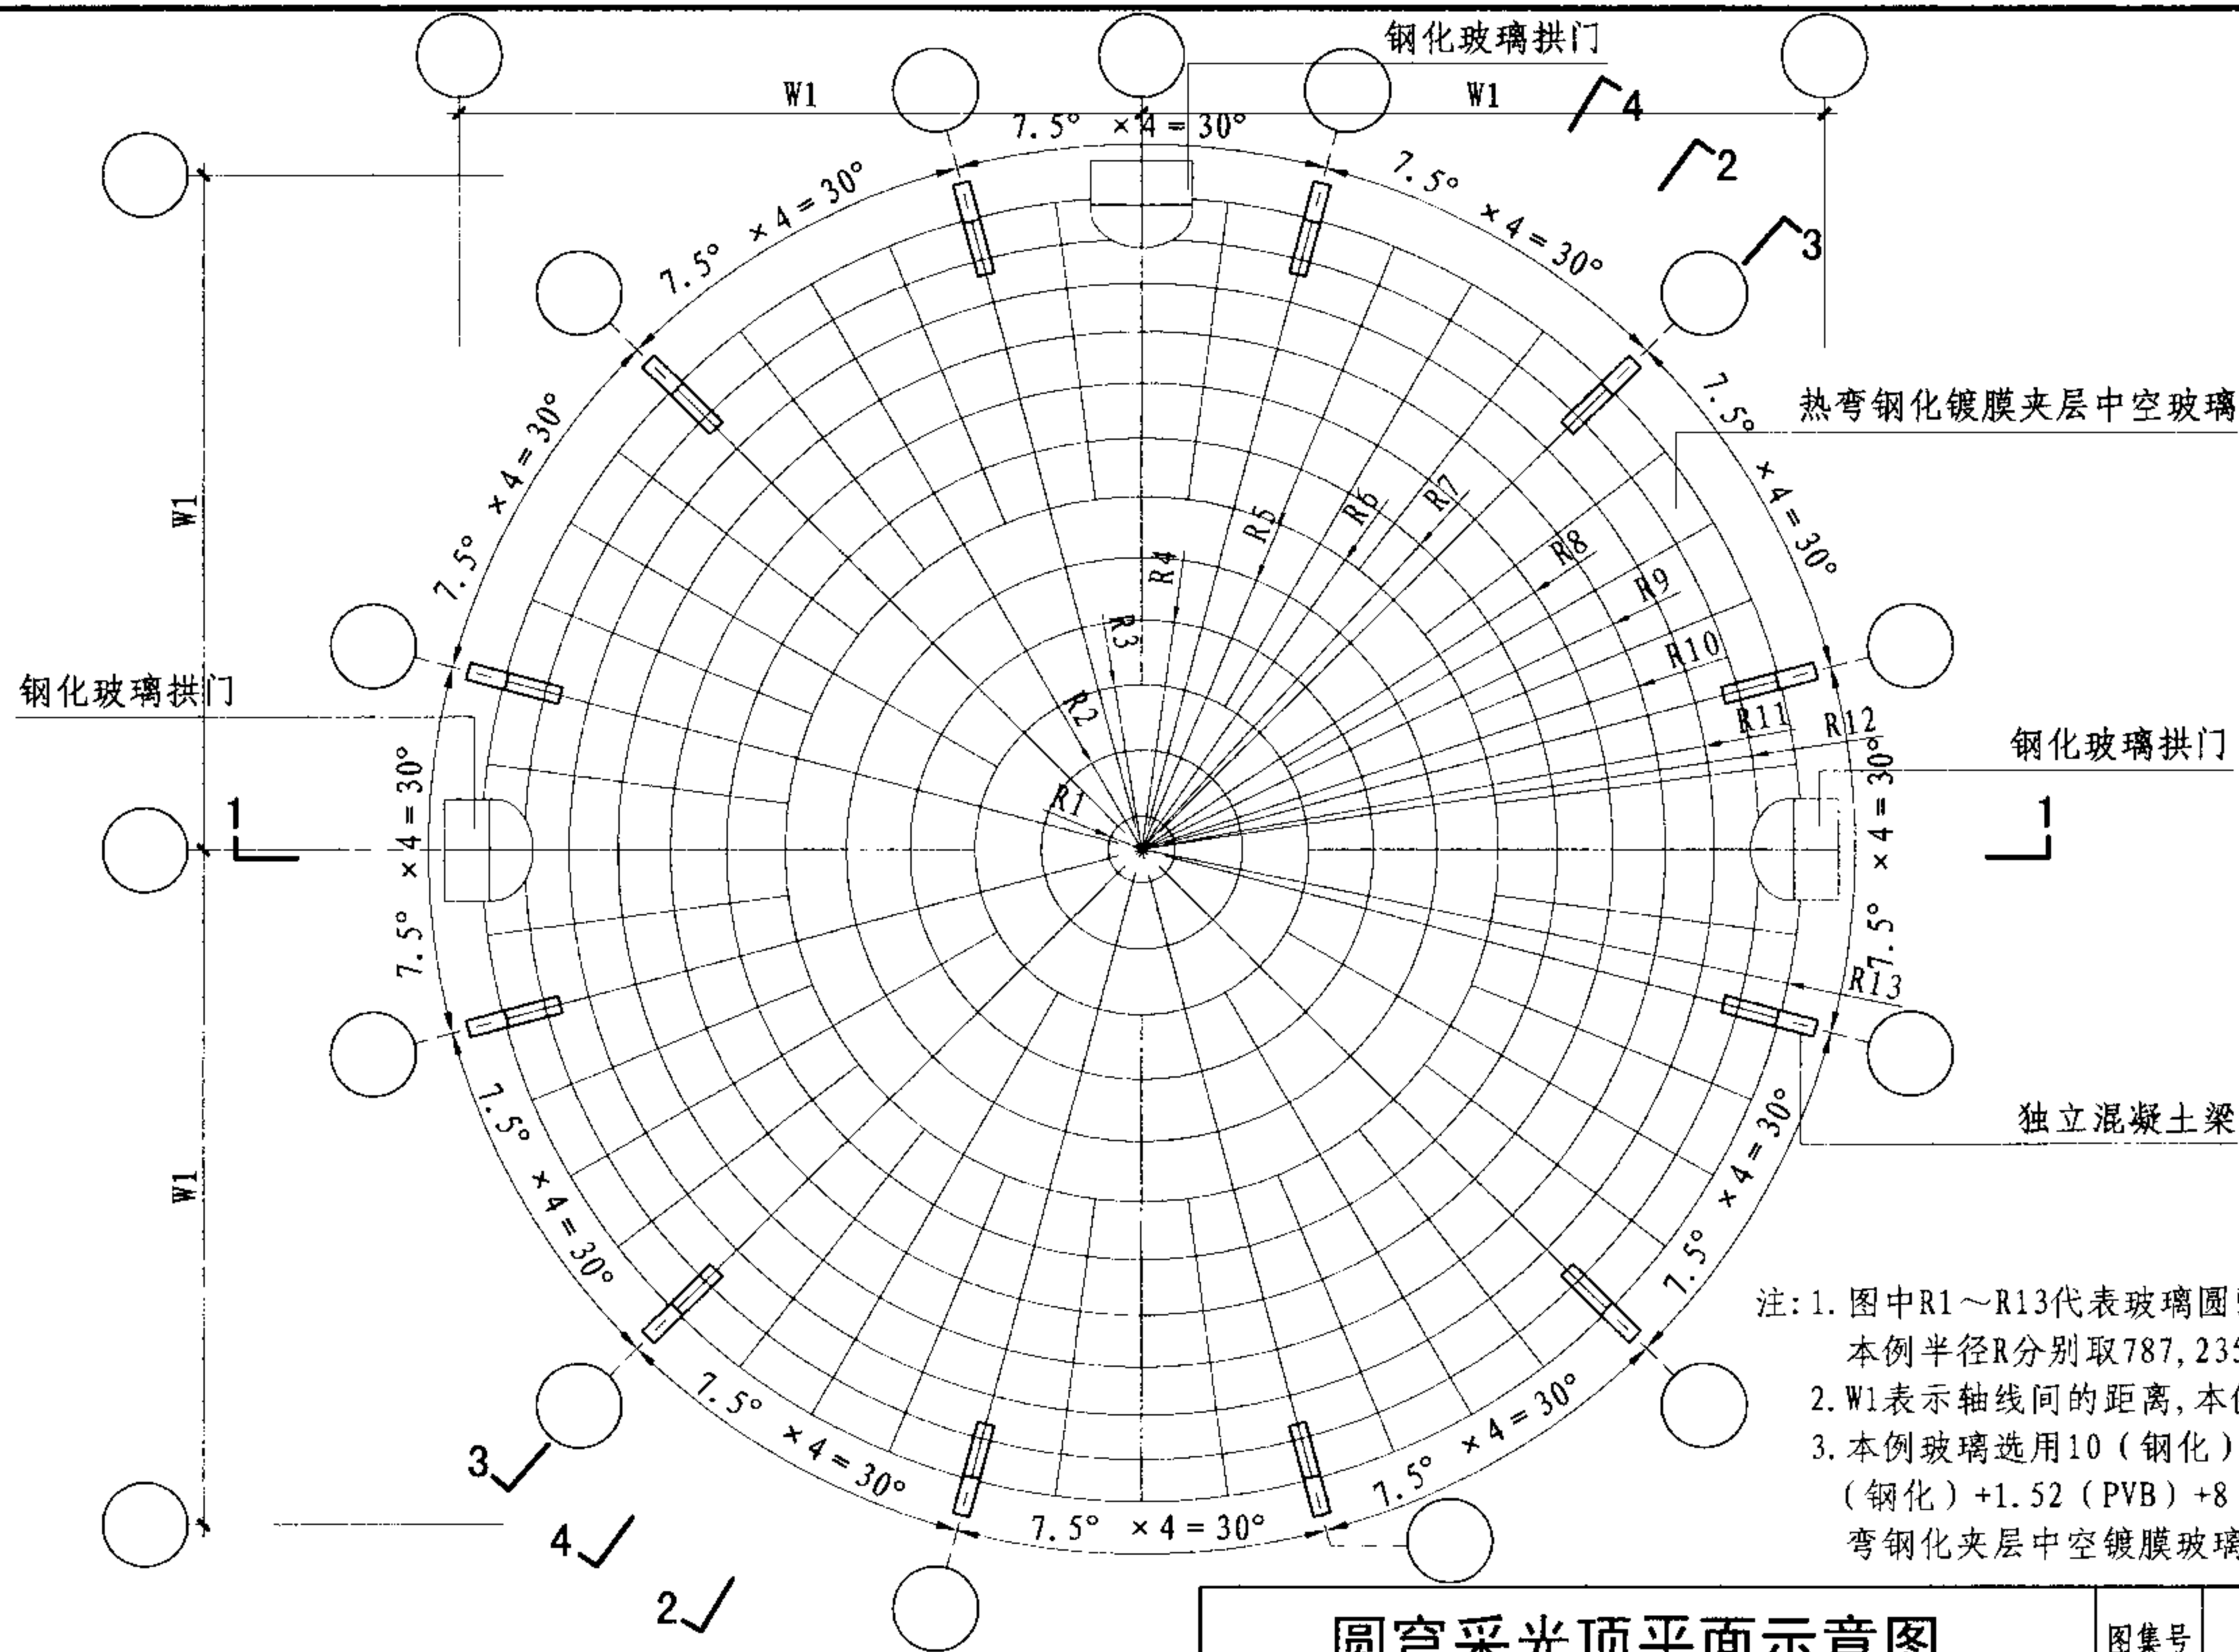 钢化玻璃拱门
W1
W1
4
7.5° ×4=30°
2
7.5° ×4=30°
7.5° ×4=30°
3
7.5° ×4=30°
7.5° ×4=30°
热弯钢化镀膜夹层中空玻璃
W1
R7
R6
R5
R8
R4
R9
R3
R10
钢化玻璃拱门
R2
R11
R12
钢化玻璃拱门
R1
1
1
7.5° ×4=30°
7.5° ×4=30°
R13
独立混凝土梁
W1
7.5° ×4=30°
7.5° ×4=30°
7.5° ×4=30°
7.5° ×4=30°
7.5° ×4=30°
3
4
2
注:1.图中R1～R13代表玻璃圆
本例半径R分别取787,235
2.W1表示轴线间的距离,本
3.本例玻璃选用10（钢化）
（钢化）+1.52（PVB）+8
弯钢化夹层中空镀膜玻璃
圆穹采光顶平面示意图
图集号